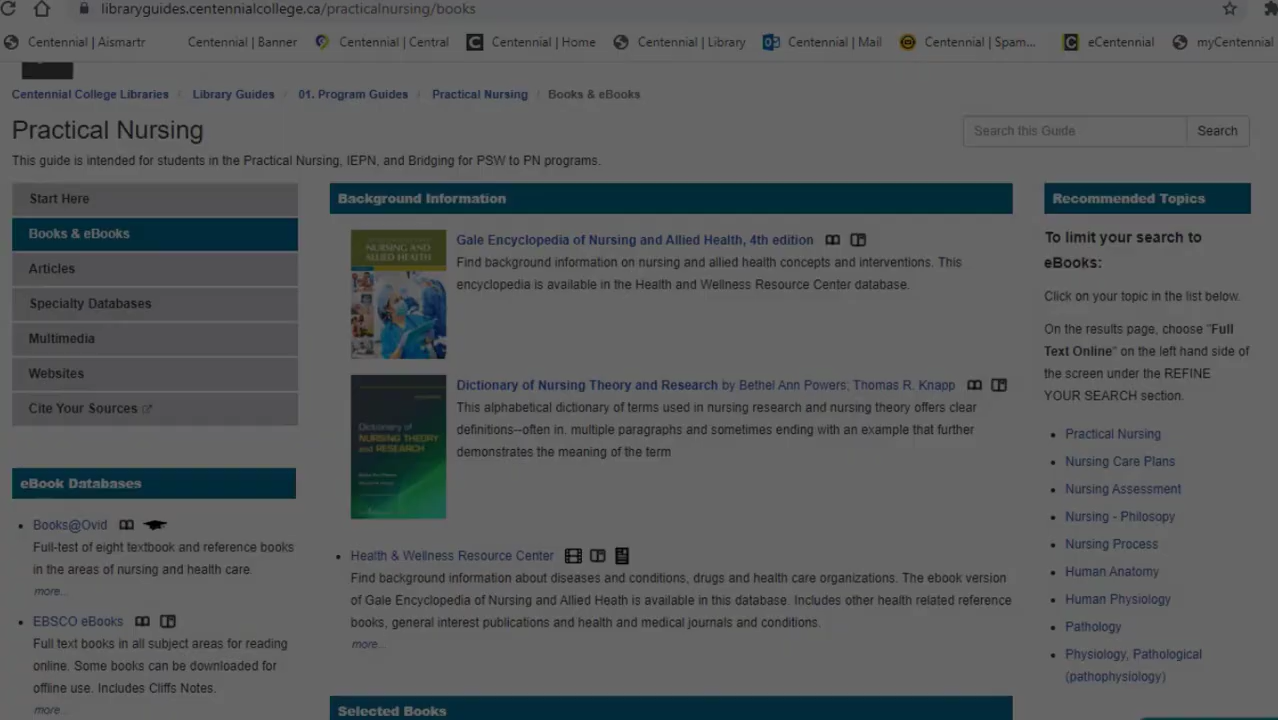 libraryguides.centennialcollege.ca/practicalnursing/books
Centennial | Aismartr
Centennial | Banner
Centennial | Central
Centennial | Home
Centennial | Library
Centennial | Mail
Centennial | Spam...
eCentennial
myCentennial
Centennial College Libraries / Library Guides / 01. Program Guides / Practical Nursing / Books & eBooks
Practical Nursing
Search this Guide
Search
This guide is intended for students in the Practical Nursing, IEPN, and Bridging for PSW to PN programs.
Start Here
Books & eBooks
Articles
Specialty Databases
Multimedia
Websites
Cite Your Sources
eBook Databases
Books@Ovid
Full-test of eight textbook and reference books
in the areas of nursing and health care
more...
EBSCO eBooks
Full text books in all subject areas for reading
online. Some books can be downloaded for
offline use. Includes Cliffs Notes.
more...
Background Information
NURSING AND
ALLIED HEALTH
Gale Encyclopedia of Nursing and Allied Health, 4th edition
Find background information on nursing and allied health concepts and interventions. This
encyclopedia is available in the Health and Wellness Resource Center database.
Dictionary of
NURSING THEORY
and RESEARCH
Dictionary of Nursing Theory and Research by Bethel Ann Powers; Thomas R. Knapp
This alphabetical dictionary of terms used in nursing research and nursing theory offers clear
definitions--often in. multiple paragraphs and sometimes ending with an example that further
demonstrates the meaning of the term
Health & Wellness Resource Center
Find background information about diseases and conditions, drugs and health care organizations. The ebook version
of Gale Encyclopedia of Nursing and Allied Heath is available in this database. Includes other health related reference
books, general interest publications and health and medical journals and conditions.
more...
Selected Books
Recommended Topics
To limit your search to
eBooks:
Click on your topic in the list below.
On the results page, choose "Full
Text Online" on the left hand side of
the screen under the REFINE
YOUR SEARCH section.
Practical Nursing
Nursing Care Plans
Nursing Assessment
Nursing - Philosopy
Nursing Process
Human Anatomy
Human Physiology
Pathology
Physiology, Pathological
(pathophysiology)